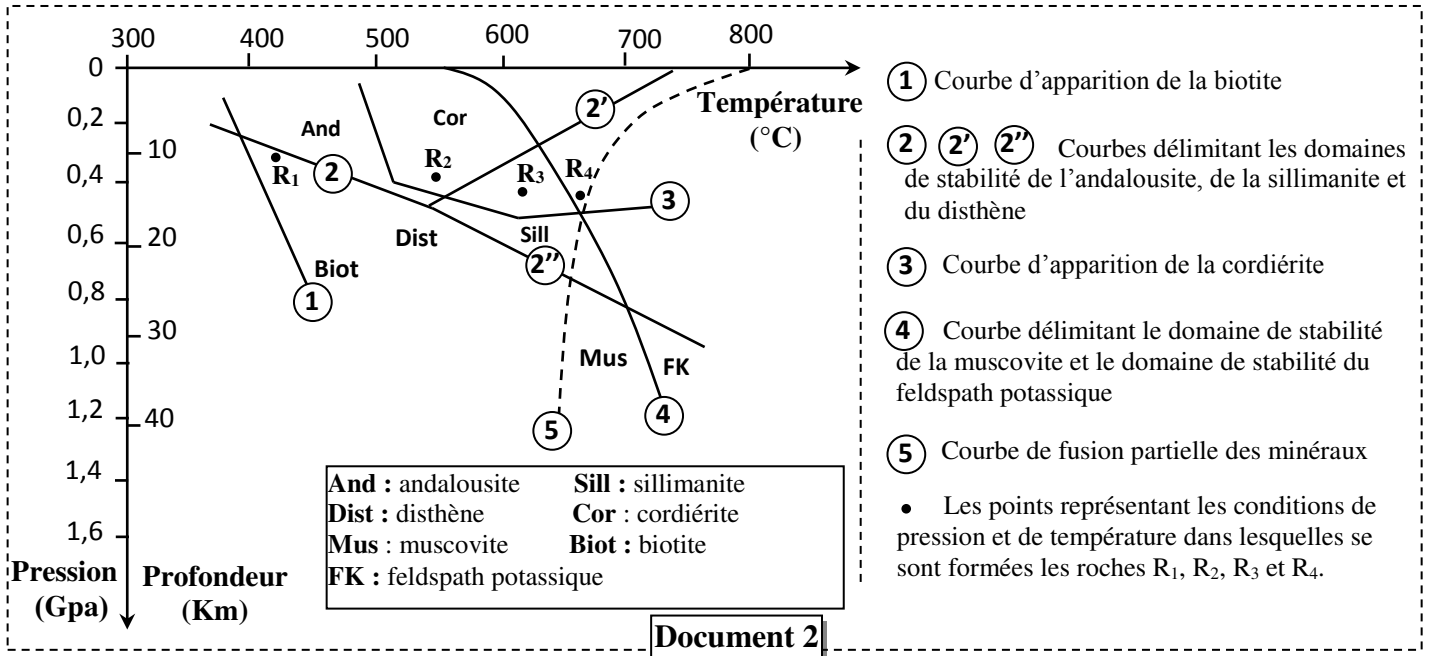 300 400 500 600 700 800
0
Température
(°C)
0,2
0,4
0,6
0,8
1,0
1,2
1,4
1,6
10
20
30
40
Pression
(Gpa)
Profondeur
(Km)
And
Cor
2'
R₁
2
R₂
R₃
R₄
3
Dist
Sill
2''
Biot
1
Mus
FK
5
4
And : andalousite Sill : sillimanite
Dist : disthène Cor : cordiérite
Mus : muscovite Biot : biotite
FK : feldspath potassique
1 Courbe d'apparition de la biotite
2 2' 2'' Courbes délimitant les domaines
de stabilité de l'andalousite, de la sillimanite et
du disthène
3 Courbe d'apparition de la cordiérite
4 Courbe délimitant le domaine de stabilité
de la muscovite et le domaine de stabilité du
feldspath potassique
5 Courbe de fusion partielle des minéraux
• Les points représentant les conditions de
pression et de température dans lesquelles se
sont formées les roches R₁, R₂, R₃ et R₄.
Document 2